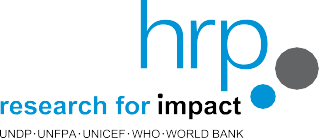 hrp.
research for impact
UNDP·UNFPA·UNICEF·WHO·WORLD BANK